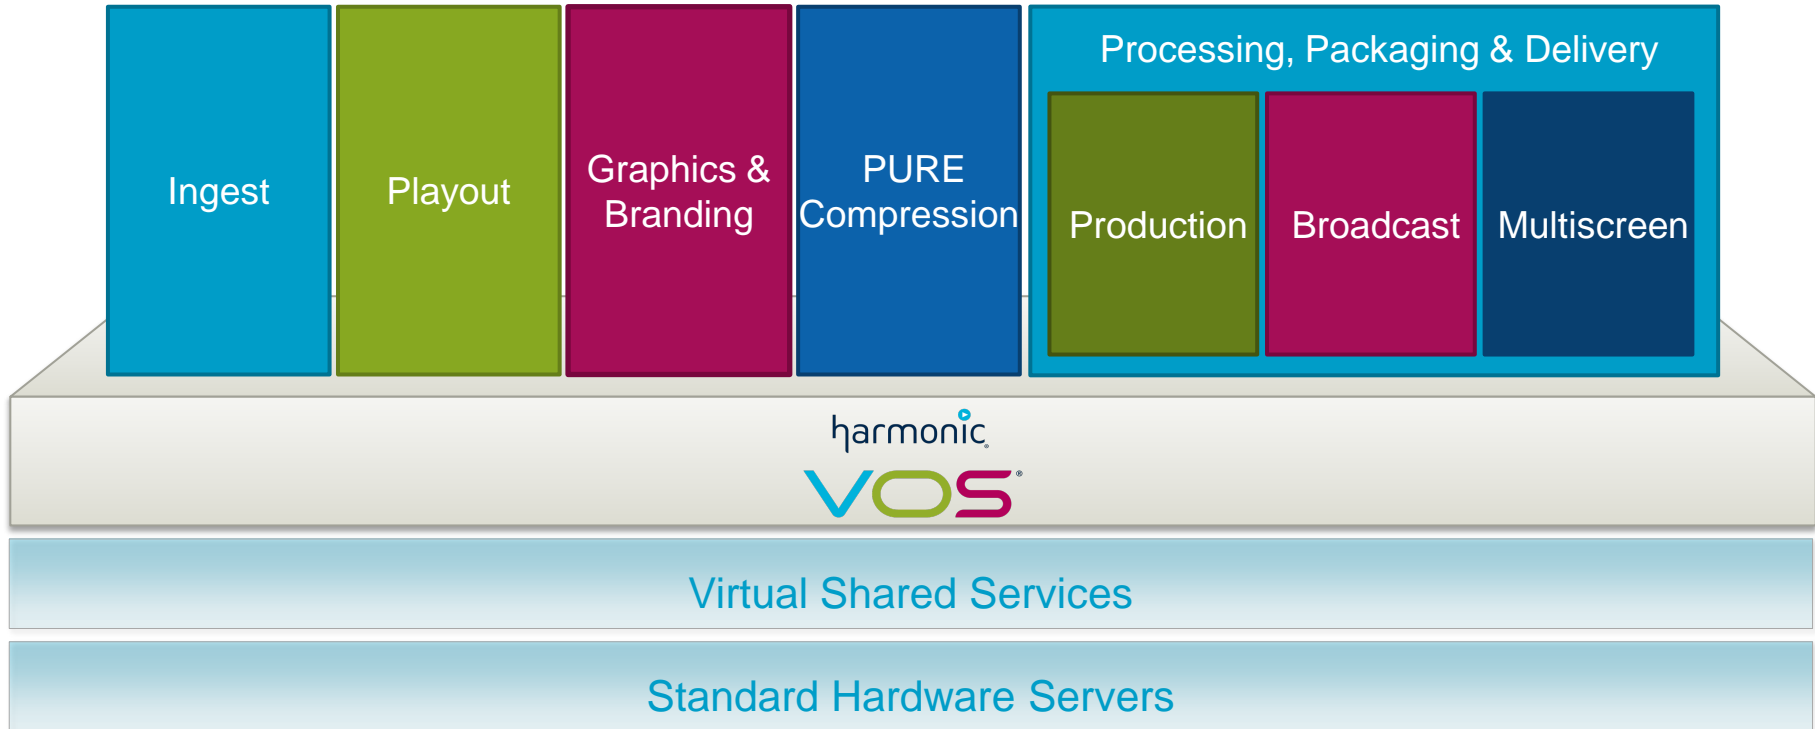 Processing, Packaging & Delivery
Ingest
Playout
Graphics &
Branding
PURE
Compression
Production
Broadcast
Multiscreen
harmonic®
VOS®
Virtual Shared Services
Standard Hardware Servers